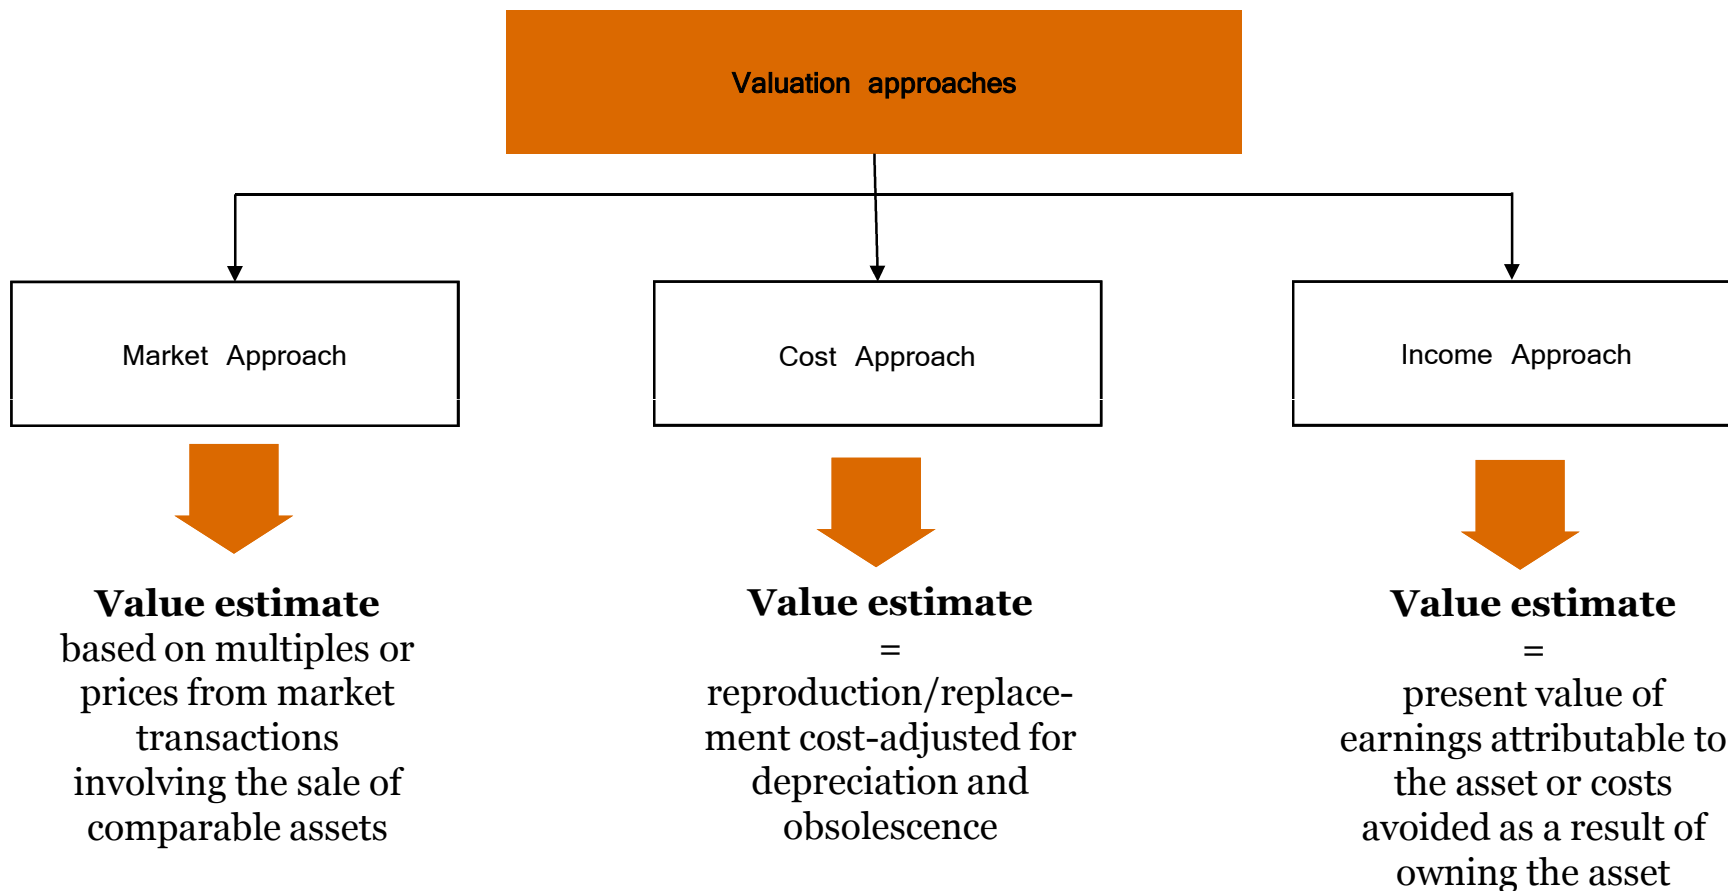 Valuation approaches
Market Approach
Cost Approach
Income Approach
Value estimate
based on multiples or
prices from market
transactions
involving the sale of
comparable assets
Value estimate
=
reproduction/replace-
ment cost-adjusted for
depreciation and
obsolescence
Value estimate
=
present value of
earnings attributable to
the asset or costs
avoided as a result of
owning the asset